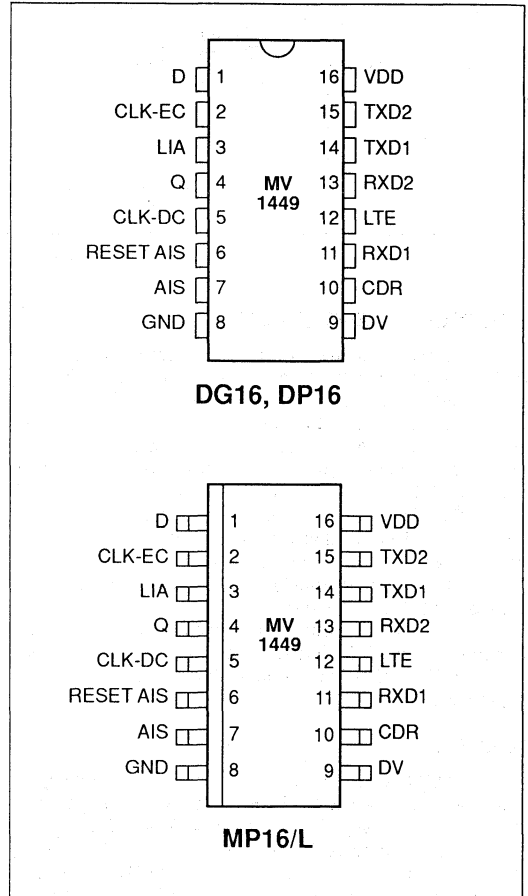 D 1 16 VDD
CLK-EC 2 15 TXD2
LIA 3 14 TXD1
Q 4 MV 13 RXD2
1449
CLK-DC 5 12 LTE
RESET AIS 6 11 RXD1
AIS 7 10 CDR
GND 8 9 DV
DG16, DP16
D 1 16 VDD
CLK-EC 2 15 TXD2
LIA 3 14 TXD1
Q 4 MV 13 RXD2
1449
CLK-DC 5 12 LTE
RESET AIS 6 11 RXD1
AIS 7 10 CDR
GND 8 9 DV
MP16/L